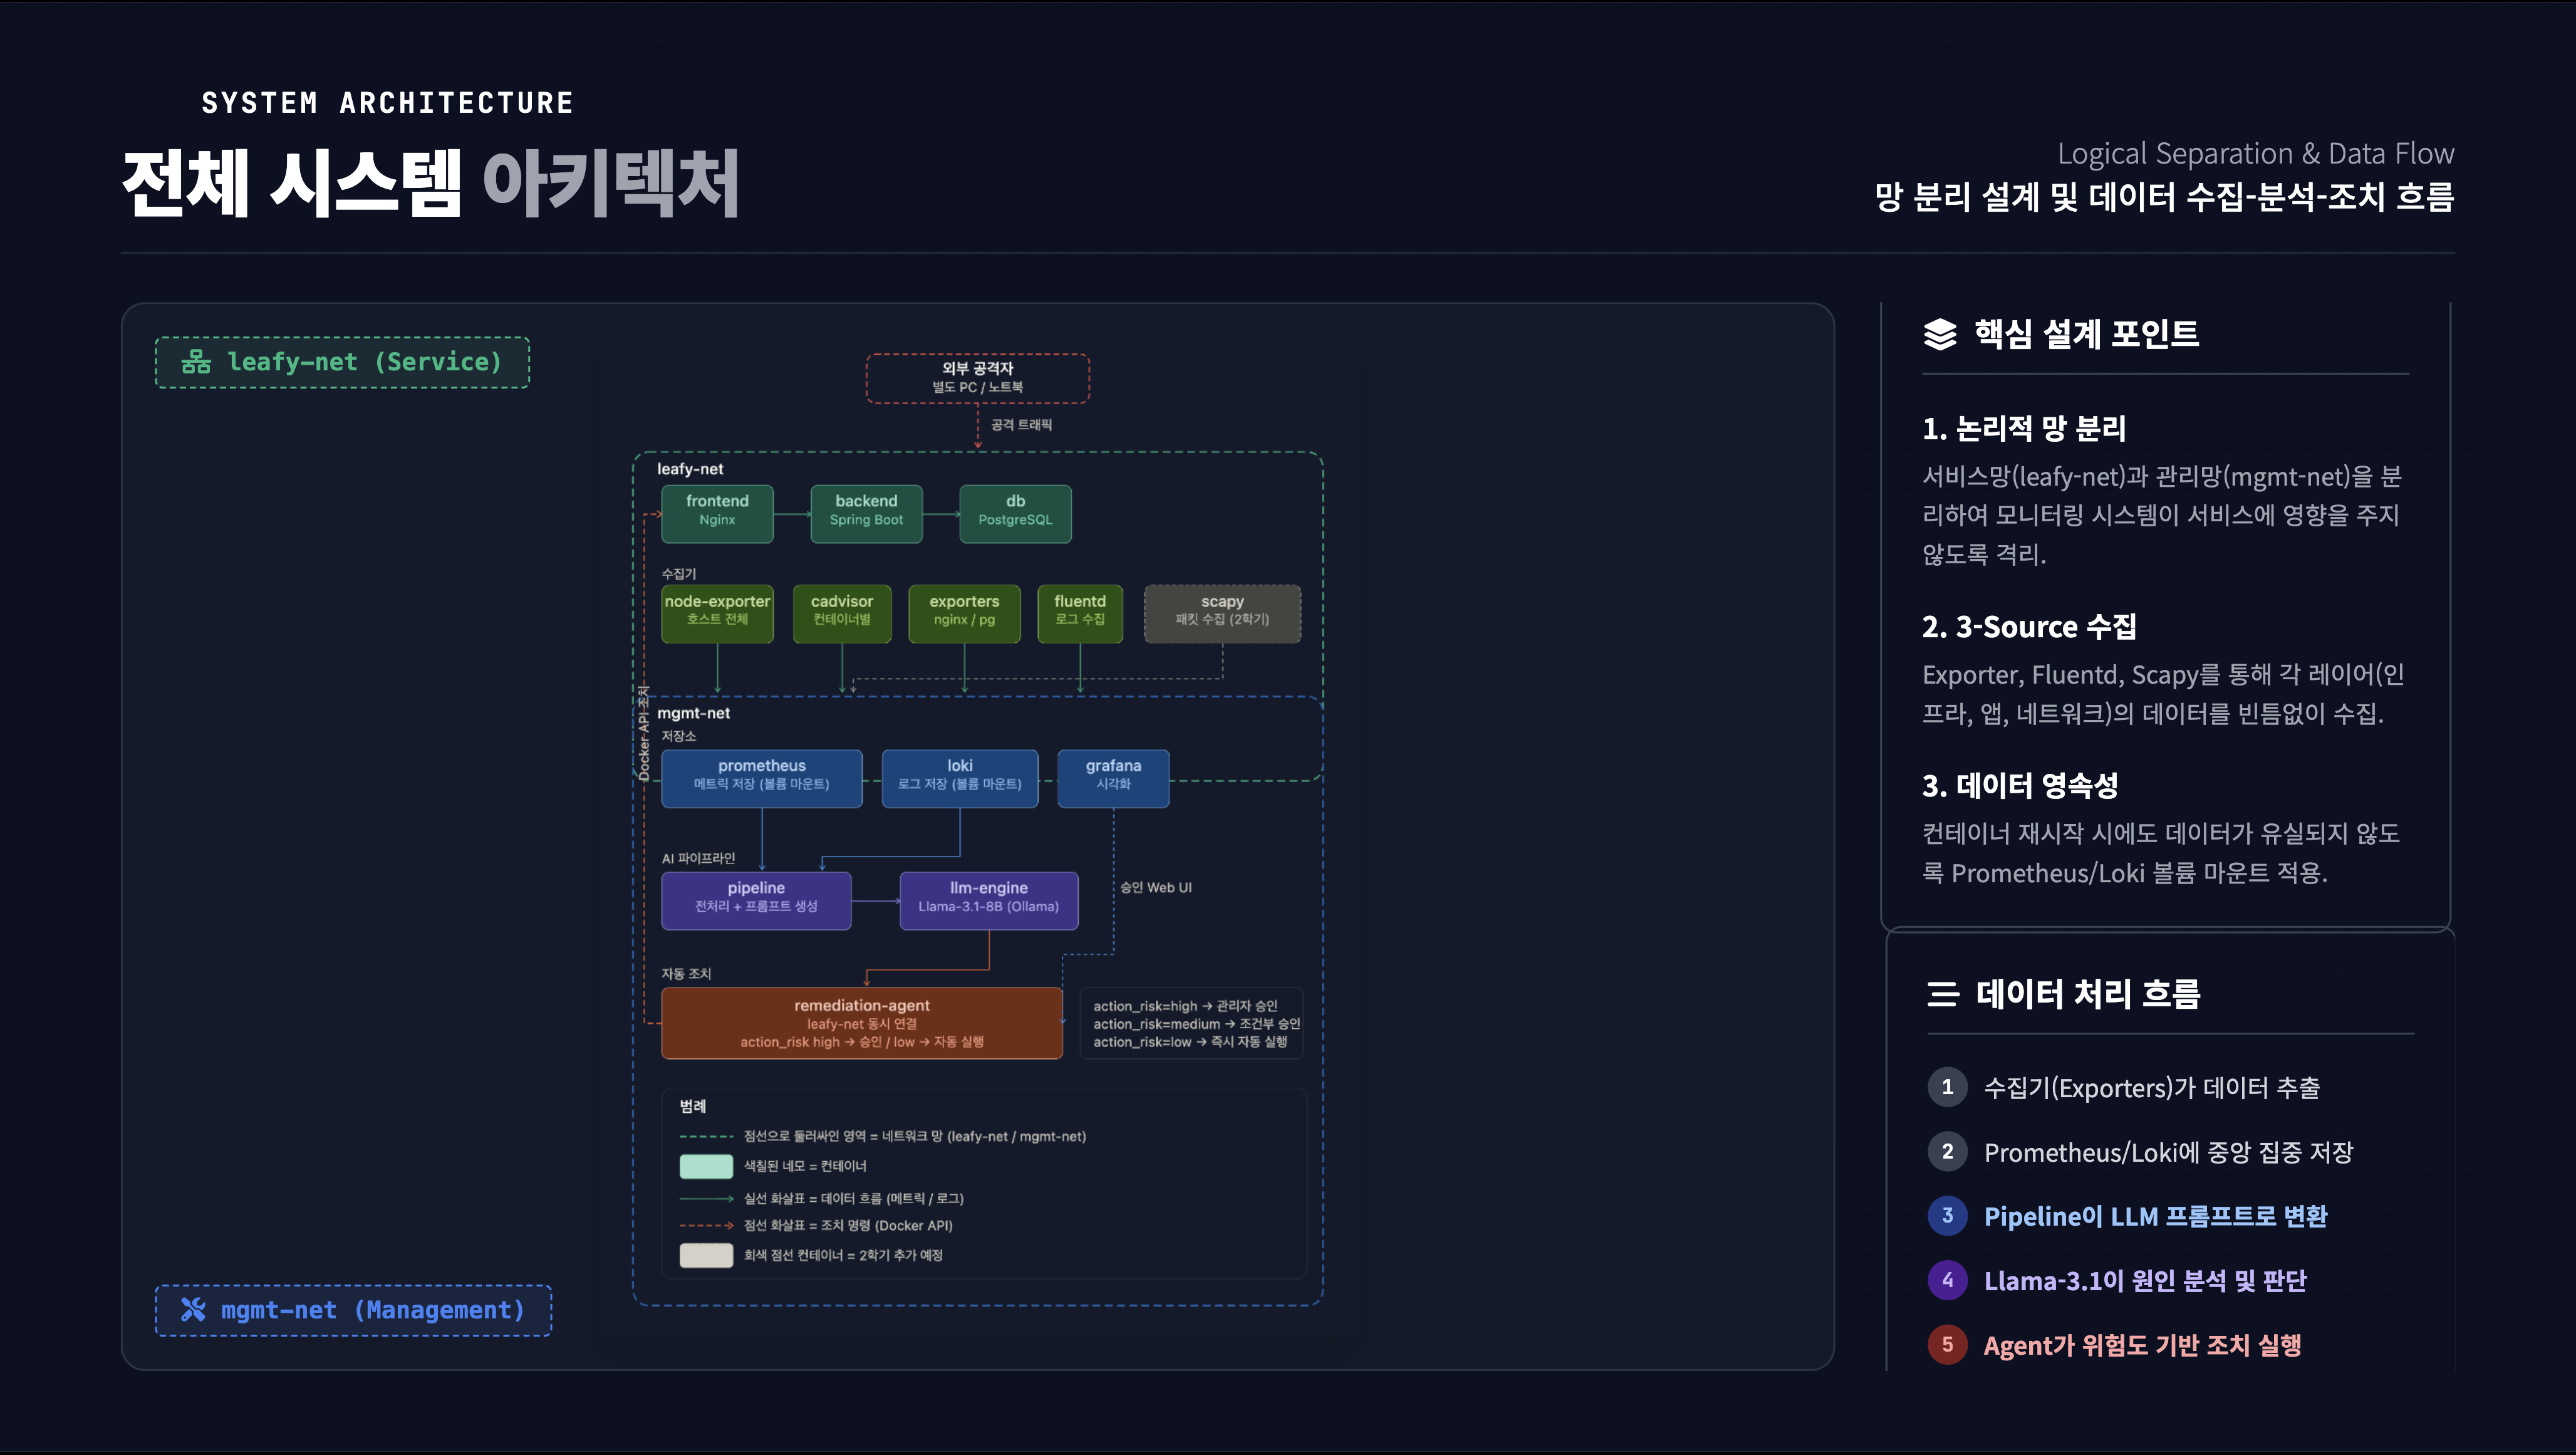 SYSTEM ARCHITECTURE
전체 시스템 아키텍처
Logical Separation & Data Flow
망 분리 설계 및 데이터 수집-분석-조치 흐름
leafy-net (Service)
외부 공격자
별도 PC / 노트북
공격 트래픽
leafy-net
frontend
Nginx
backend
Spring Boot
db
PostgreSQL
수집기
node-exporter
호스트 전체
cadvisor
컨테이너별
exporters
nginx / pg
fluentd
로그 수집
scapy
패킷 수집 (2학기)
Docker API 조치
mgmt-net
저장소
prometheus
메트릭 저장 (볼륨 마운트)
loki
로그 저장 (볼륨 마운트)
grafana
시각화
AI 파이프라인
pipeline
전처리 + 프롬프트 생성
llm-engine
Llama-3.1-8B (Ollama)
승인 Web UI
자동 조치
remediation-agent
leafy-net 동시 연결
action_risk high → 승인 / low → 자동 실행
action_risk=high → 관리자 승인
action_risk=medium → 조건부 승인
action_risk=low → 즉시 자동 실행
범례
점선으로 둘러싸인 영역 = 네트워크 망 (leafy-net / mgmt-net)
색칠된 네모 = 컨테이너
실선 화살표 = 데이터 흐름 (메트릭 / 로그)
점선 화살표 = 조치 명령 (Docker API)
회색 점선 컨테이너 = 2학기 추가 예정
mgmt-net (Management)
핵심 설계 포인트
1. 논리적 망 분리
서비스망(leafy-net)과 관리망(mgmt-net)을 분
리하여 모니터링 시스템이 서비스에 영향을 주지
않도록 격리.
2. 3-Source 수집
Exporter, Fluentd, Scapy를 통해 각 레이어(인
프라, 앱, 네트워크)의 데이터를 빈틈없이 수집.
3. 데이터 영속성
컨테이너 재시작 시에도 데이터가 유실되지 않도
록 Prometheus/Loki 볼륨 마운트 적용.
데이터 처리 흐름
1 수집기(Exporters)가 데이터 추출
2 Prometheus/Loki에 중앙 집중 저장
3 Pipeline이 LLM 프롬프트로 변환
4 Llama-3.1이 원인 분석 및 판단
5 Agent가 위험도 기반 조치 실행